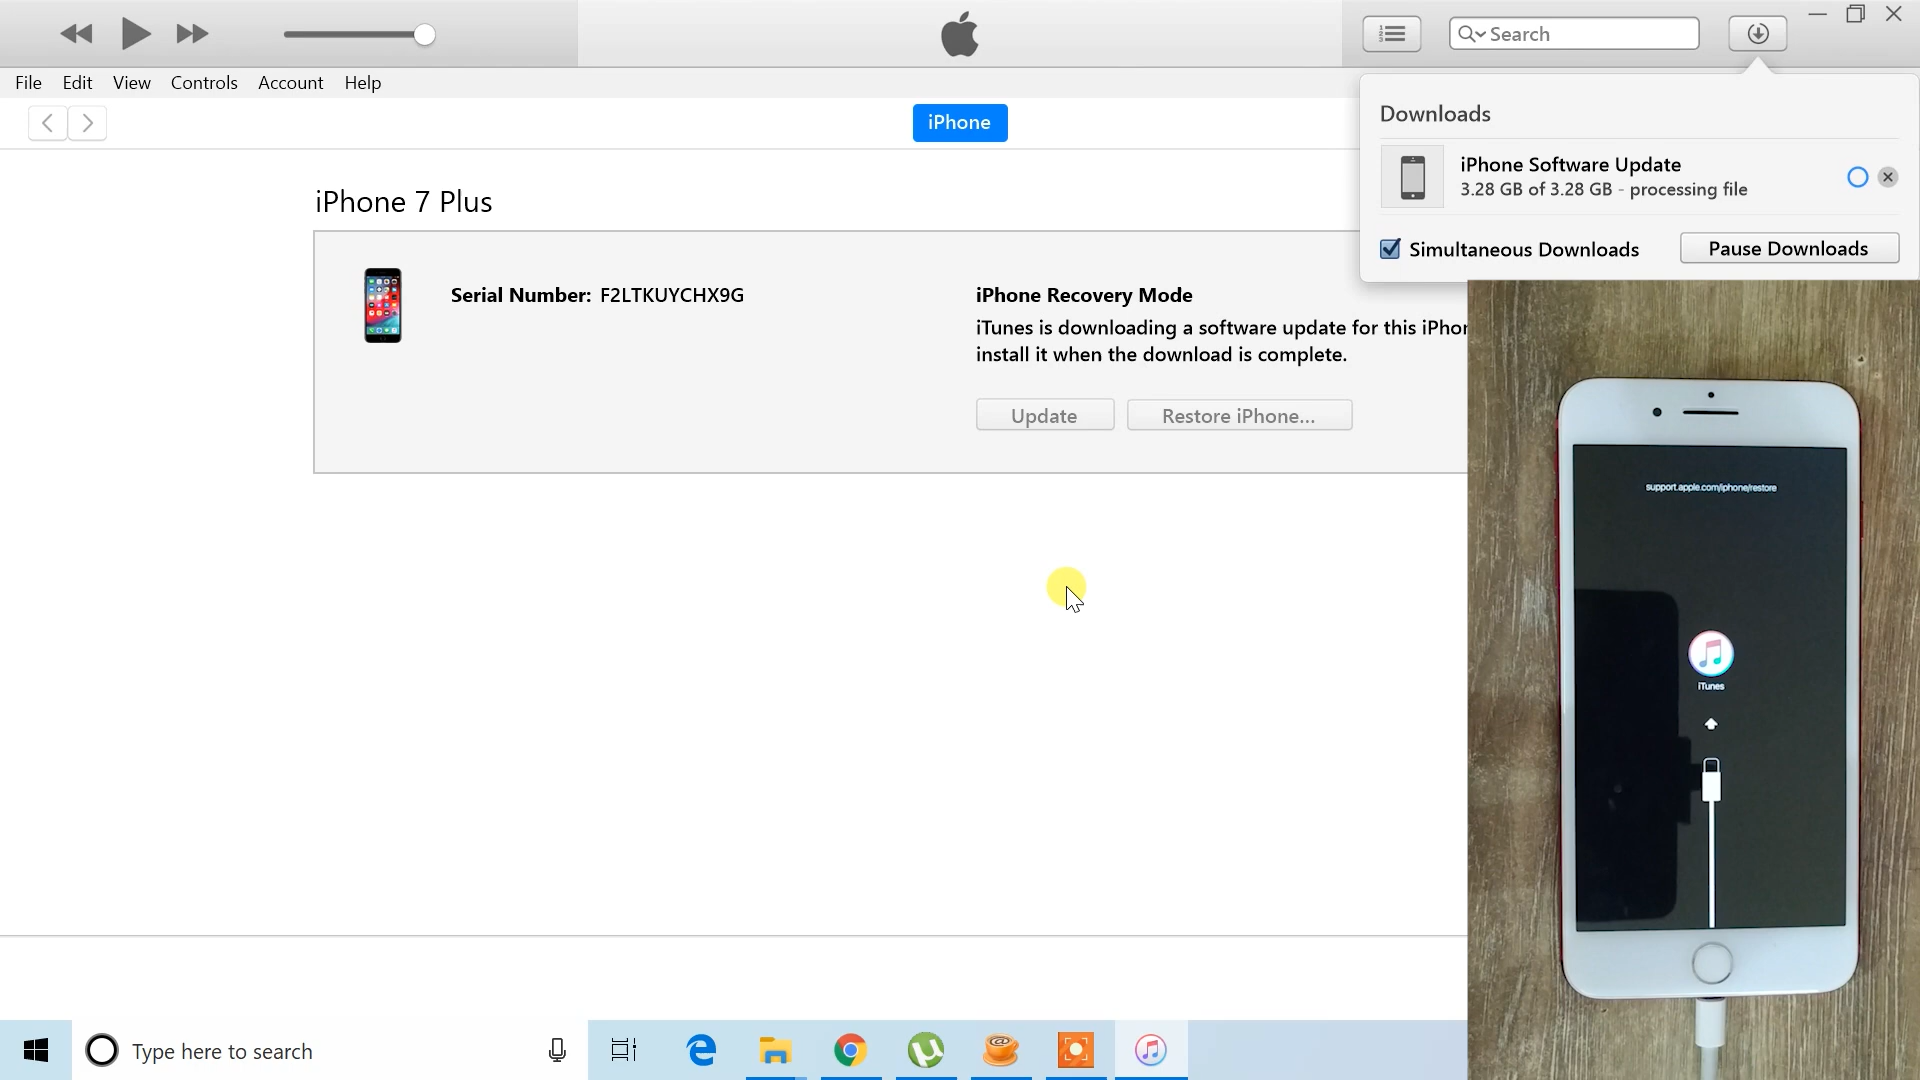 Search
File Edit View Controls Account Help
iPhone
Downloads
iPhone Software Update
3.28 GB of 3.28 GB - processing file
Simultaneous Downloads
Pause Downloads
iPhone 7 Plus
Serial Number: F2LTKUYCHX9G
iPhone Recovery Mode
iTunes is downloading a software update for this iPhor
install it when the download is complete.
Update
Restore iPhone...
support.apple.com/iphone/restore
iTunes
Type here to search